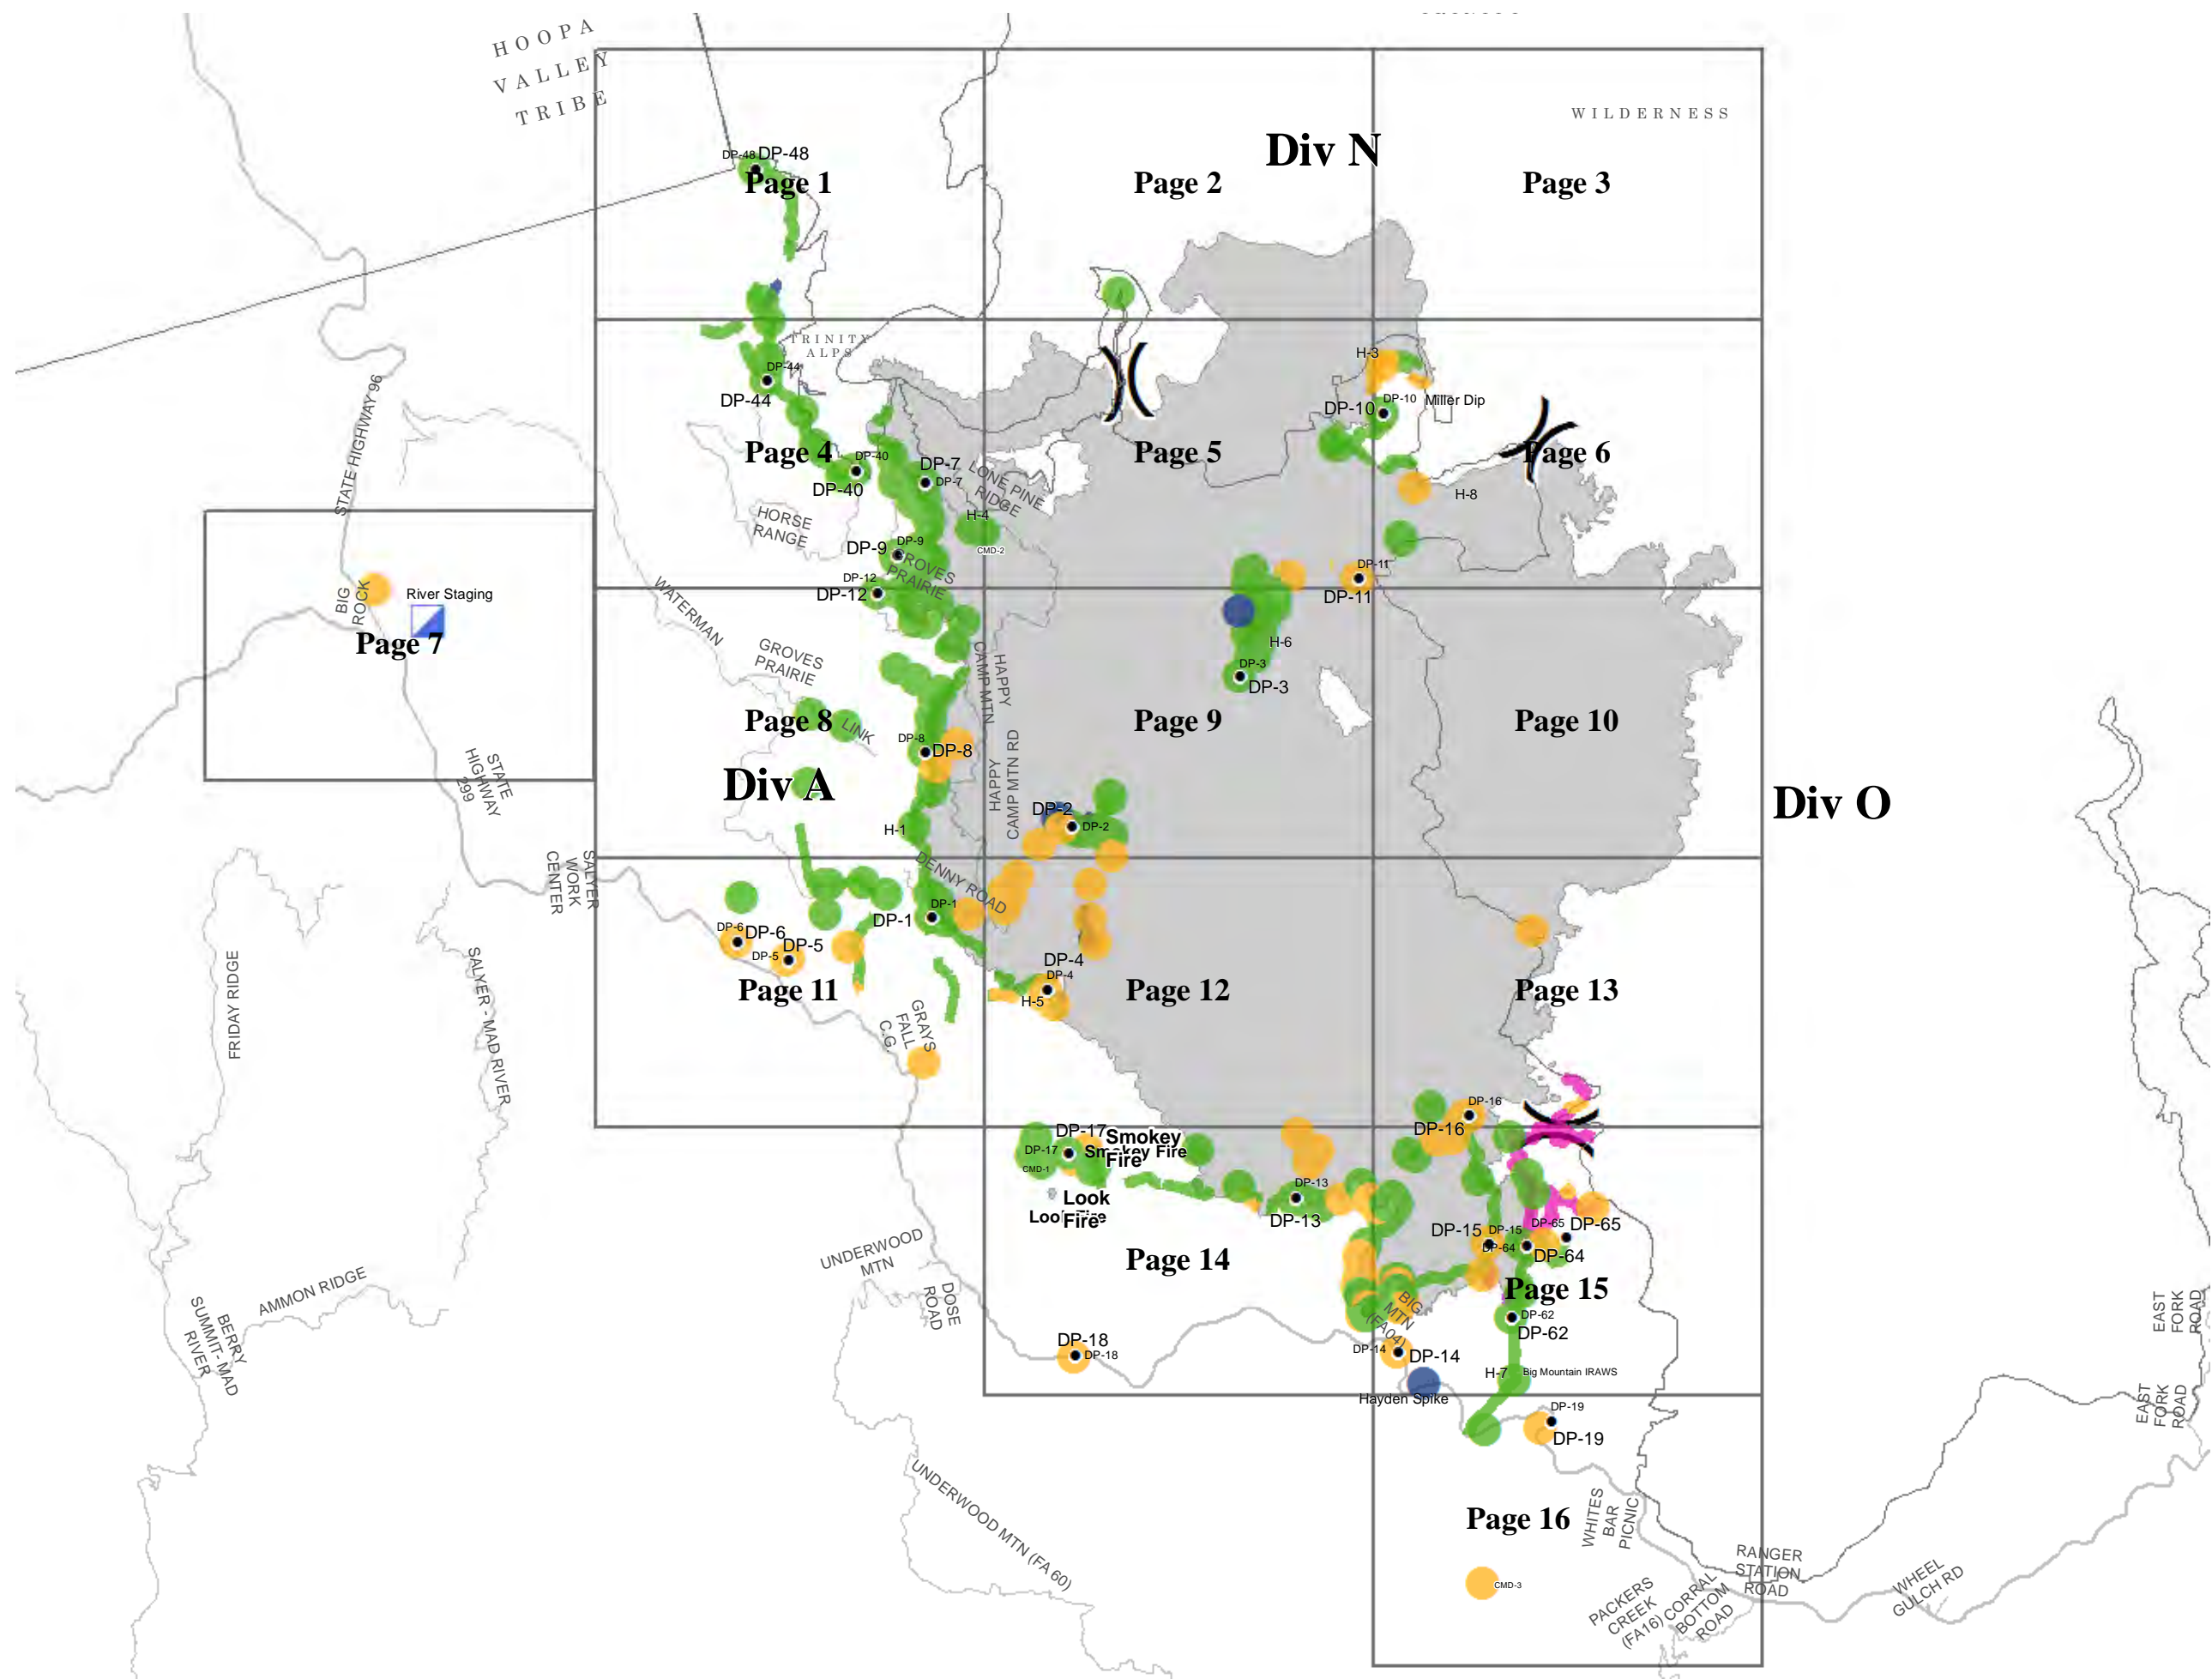 HOOPA
VALLEY
TRIBE
WILDERNESS
Div N
DP-48
DP-48
Page 1
Page 2
Page 3
TRINITY
ALPS
H-3
DP-44
DP-44
DP-10
DP-10
Miller Dip
STATE HIGHWAY 96
Page 4
Page 5
Page 6
DP-40
DP-40
DP-7
DP-7
LONE PINE
RIDGE
H-8
HORSE
RANGE
H-4
CMD-2
DP-9
DP-9
GROVES
PRAIRIE
DP-12
DP-12
DP-11
DP-11
BIG
ROCK
River Staging
Page 7
WATERMAN
GROVES
PRAIRIE
H-6
DP-3
DP-3
HAPPY
CAMP MTN
Page 8
LINK
Page 9
Page 10
DP-8
DP-8
HAPPY
CAMP MTN RD
STATE
HIGHWAY
299
Div A
Div O
DP-2
DP-2
H-1
SALYER
WORK
CENTER
DENNY ROAD
DP-1
DP-1
DP-6
DP-6
DP-5
DP-5
DP-4
DP-4
H-5
Page 11
Page 12
Page 13
FRIDAY RIDGE
SALYER - MAD RIVER
GRAYS
FALL
C.G
DP-16
DP-16
DP-17
DP-17
CMD-1
Smokey
Fire
Smokey Fire
Look
Fire
Look Fire
DP-13
DP-13
DP-15
DP-15
DP-65
DP-65
DP-64
DP-64
UNDERWOOD
MTN
Page 14
Page 15
AMMON RIDGE
BERRY
SUMMIT- MAD
RIVER
DOSE
ROAD
BIG
MTN
(FA04)
DP-62
DP-62
EAST
FORK
ROAD
DP-18
DP-18
DP-14
DP-14
H-7
Big Mountain IRAWS
Hayden Spike
EAST
FORK
ROAD
DP-19
DP-19
UNDERWOOD MTN (FA 60)
WHITES
BAR
PICNIC
Page 16
CMD-3
RANGER
STATION
ROAD
PACKERS
CREEK
(FA16)
CORRAL
BOTTOM
ROAD
WHEEL
GULCH RD